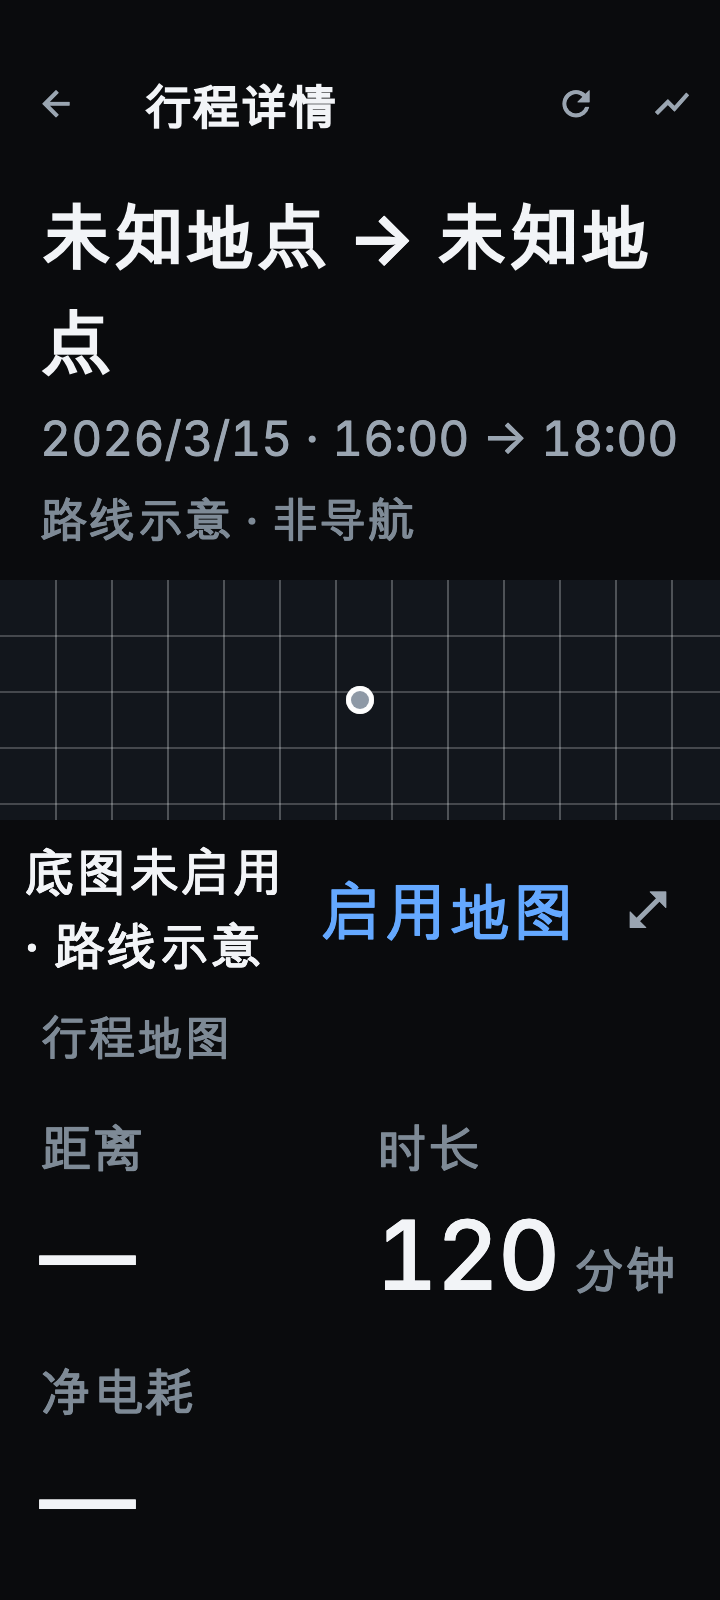 行程详情
未知地点 → 未知地
点
2026/3/15 · 16:00 → 18:00
路线示意 · 非导航
底图未启用
· 路线示意
启用地图
行程地图
距离
—
时长
120 分钟
净电耗
—